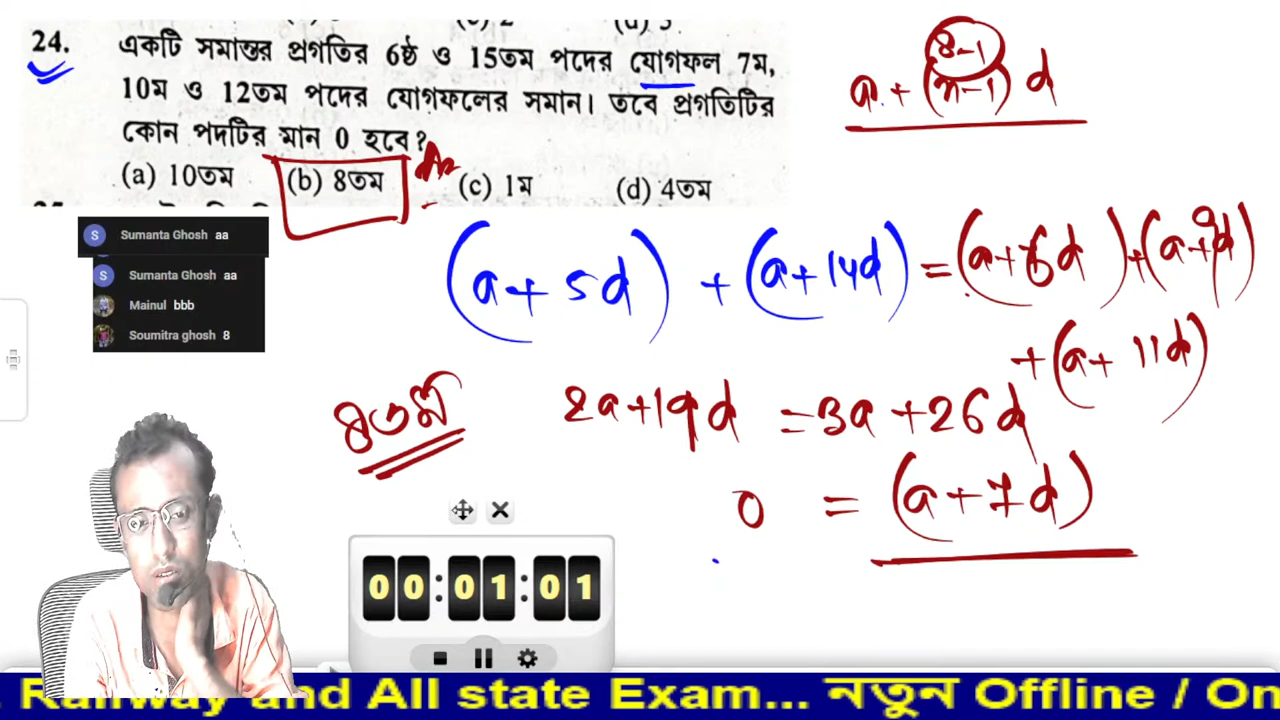 24. একটি সমান্তর প্রগতির 6ষ্ঠ ও 15তম পদের যোগফল 7ম,
10ম ও 12তম পদের যোগফলের সমান। তবে প্রগতিটির
কোন পদটির মান 0 হবে?
(a) 10তম (b) 8তম (c) 1ম (d) 4তম
8-1
a + (n-1) d
Sumanta Ghosh aa
Sumanta Ghosh aa
Mainul bbb
Soumitra ghosh 8
(a + 5d) + (a + 14d) = (a + 6d) + (a + 9d)
+ (a + 11d)
2a + 19d = 3a + 26d
8তম
0 = (a + 7d)
00:01:01
Railway and All state Exam... নতুন Offline / On